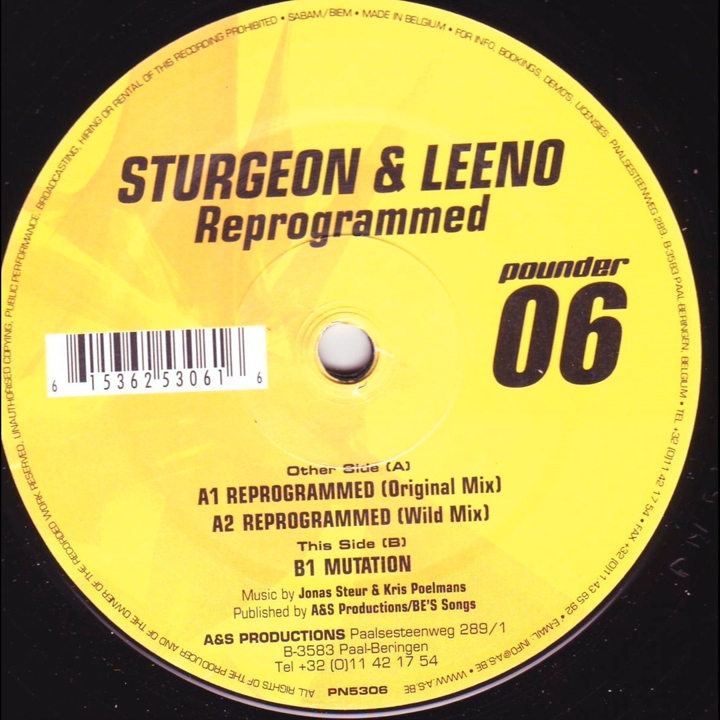 STURGEON & LEENO
Reprogrammed
pounder
06
6 15362 53061 6
Other Side (A)
A1 REPROGRAMMED (Original Mix)
A2 REPROGRAMMED (Wild Mix)
This Side (B)
B1 MUTATION
Music by Jonas Steur & Kris Poelmans
Published by A&S Productions/BE'S Songs
A&S PRODUCTIONS Paalsesteenweg 289/1
B-3583 Paal-Beringen
Tel +32 (0)11 42 17 54
PN5306
ALL RIGHTS OF THE PRODUCER AND OF THE OWNER OF THE RECORDED WORK RESERVED. UNAUTHORISED COPYING, PUBLIC PERFORMANCE, BROADCASTING, HIRING OR RENTAL OF THIS RECORDING PROHIBITED • SABAM/BIEM • MADE IN BELGIUM • FOR INFO, BOOKINGS, DEMO'S, LICENSIES PAALSESTEENWEG 289, B-3583 PAAL-BERINGEN, BELGIUM • TEL +32 (0)11 42 17 54 • FAX +32 (0)11 43 65 92 • EMAIL INFO@A-S.BE • WWW.A-S.BE